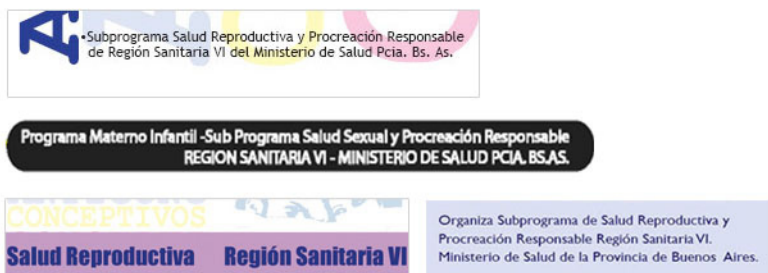 •Subprograma Salud Reproductiva y Procreación Responsable
de Región Sanitaria VI del Ministerio de Salud Pcia. Bs. As.
Programa Materno Infantil -Sub Programa Salud Sexual y Procreación Responsable
REGION SANITARIA VI - MINISTERIO DE SALUD PCIA. BS.AS.
CONCEPTIVOS
Salud Reproductiva Región Sanitaria VI
Organiza Subprograma de Salud Reproductiva y
Procreación Responsable Región Sanitaria VI.
Ministerio de Salud de la Provincia de Buenos Aires.